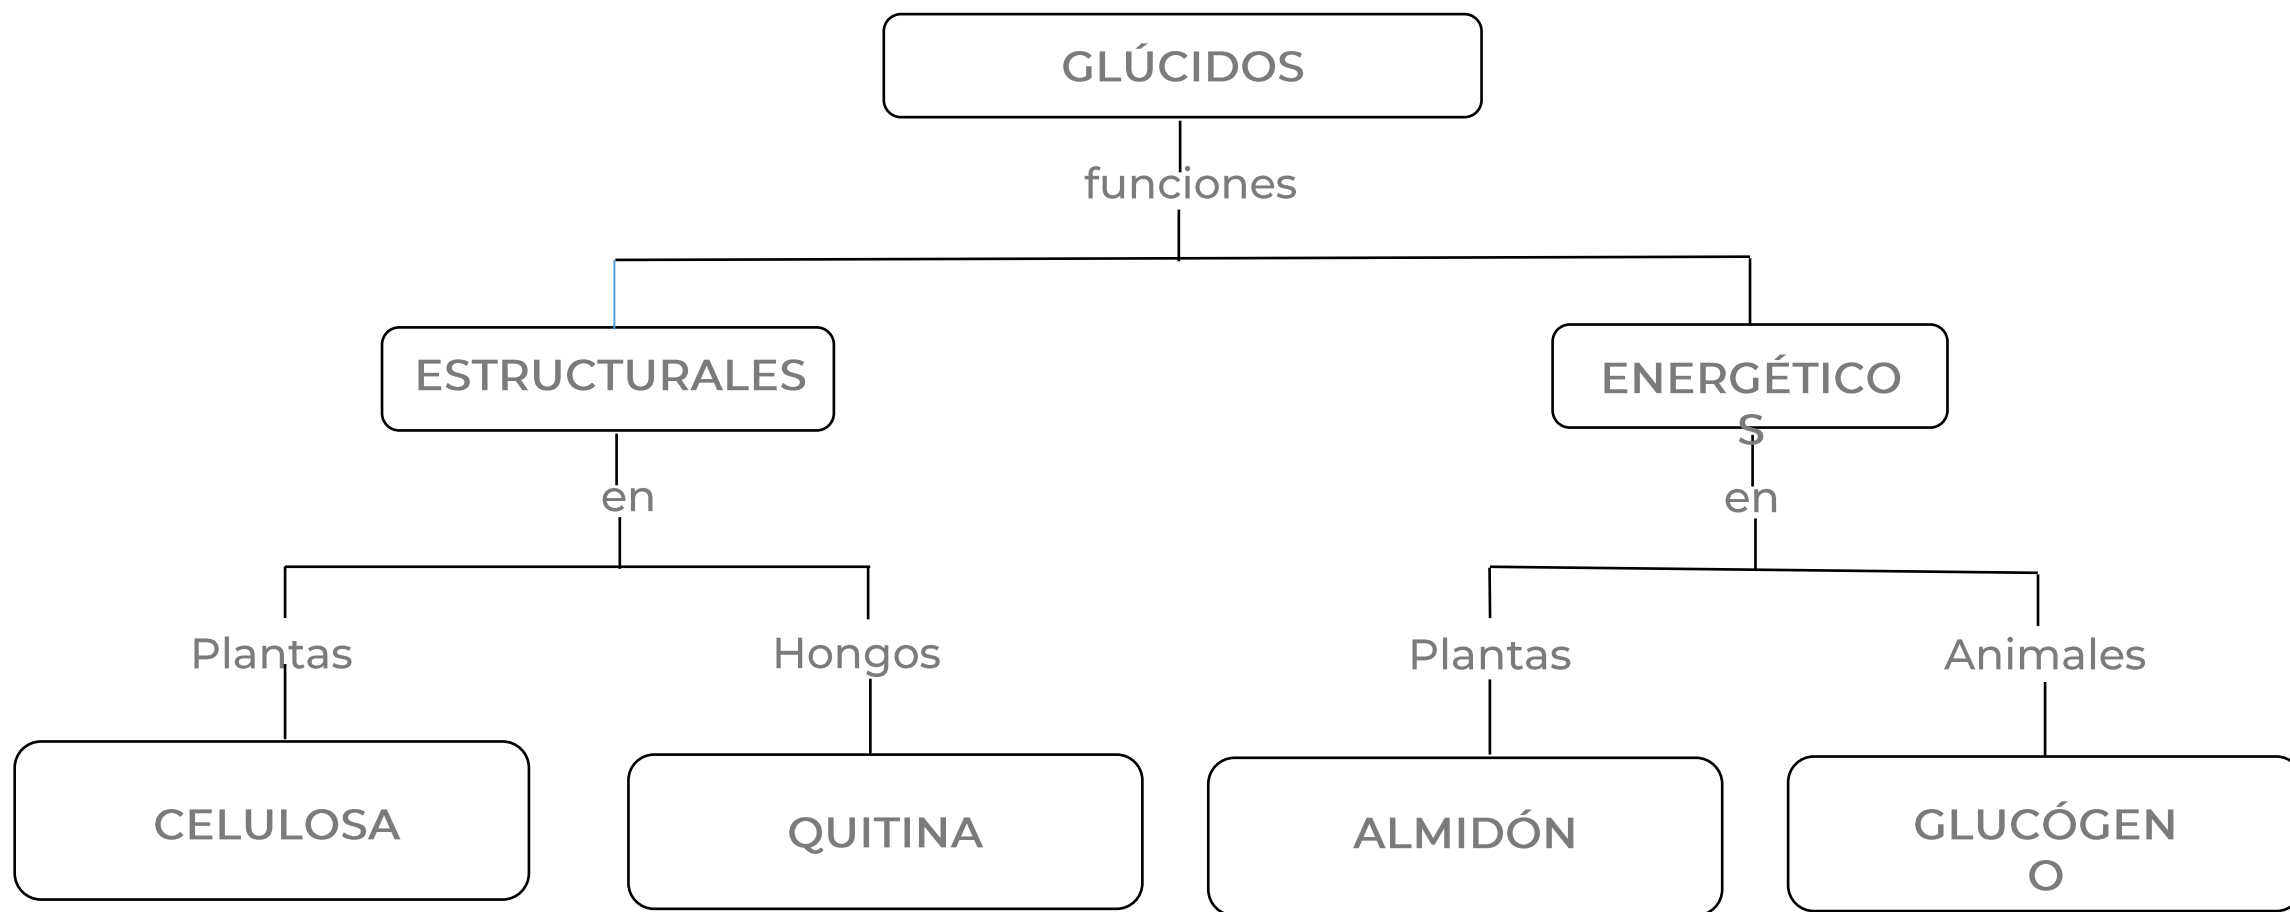 GLÚCIDOS
funciones
ESTRUCTURALES
ENERGÉTICO
S
en
en
Plantas
Hongos
Plantas
Animales
CELULOSA
QUITINA
ALMIDÓN
GLUCÓGEN
O